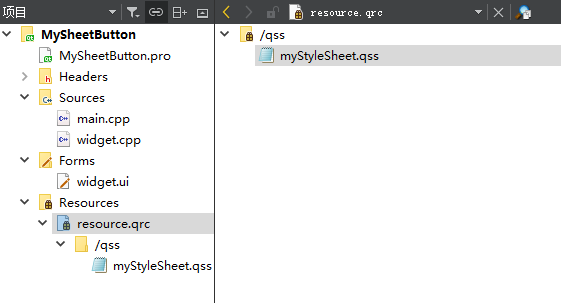 项目
MySheetButton
MySheetButton.pro
Headers
Sources
main.cpp
widget.cpp
Forms
widget.ui
Resources
resource.qrc
/qss
myStyleSheet.qss
resource.qrc
/qss
myStyleSheet.qss